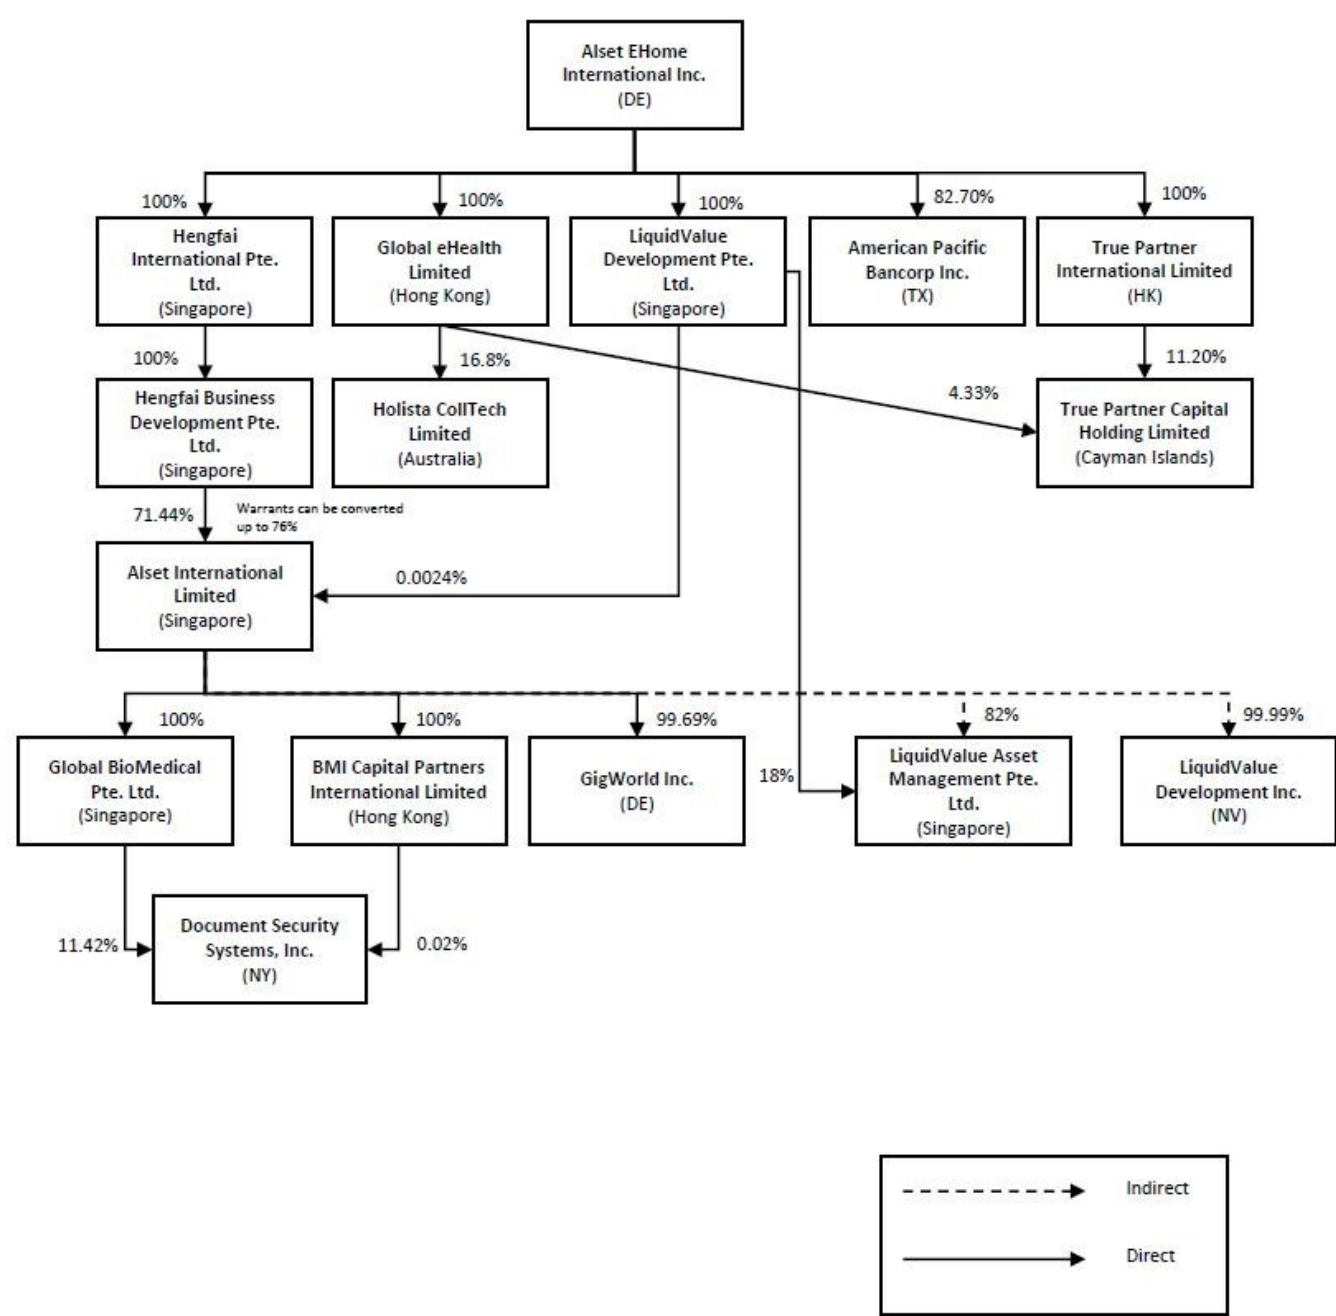 Alset EHome
International Inc.
(DE)
100%
100%
100%
82.70%
100%
Hengfai
International Pte.
Ltd.
(Singapore)
Global eHealth
Limited
(Hong Kong)
LiquidValue
Development Pte.
Ltd.
(Singapore)
American Pacific
Bancorp Inc.
(TX)
True Partner
International Limited
(HK)
100%
16.8%
4.33%
11.20%
Hengfai Business
Development Pte.
Ltd.
(Singapore)
Holista CollTech
Limited
(Australia)
True Partner Capital
Holding Limited
(Cayman Islands)
71.44%
Warrants can be converted
up to 76%
Alset International
Limited
(Singapore)
0.0024%
100%
100%
99.69%
82%
99.99%
Global BioMedical
Pte. Ltd.
(Singapore)
BMI Capital Partners
International Limited
(Hong Kong)
GigWorld Inc.
(DE)
18%
LiquidValue Asset
Management Pte.
Ltd.
(Singapore)
LiquidValue
Development Inc.
(NV)
11.42%
Document Security
Systems, Inc.
(NY)
0.02%
Indirect
Direct